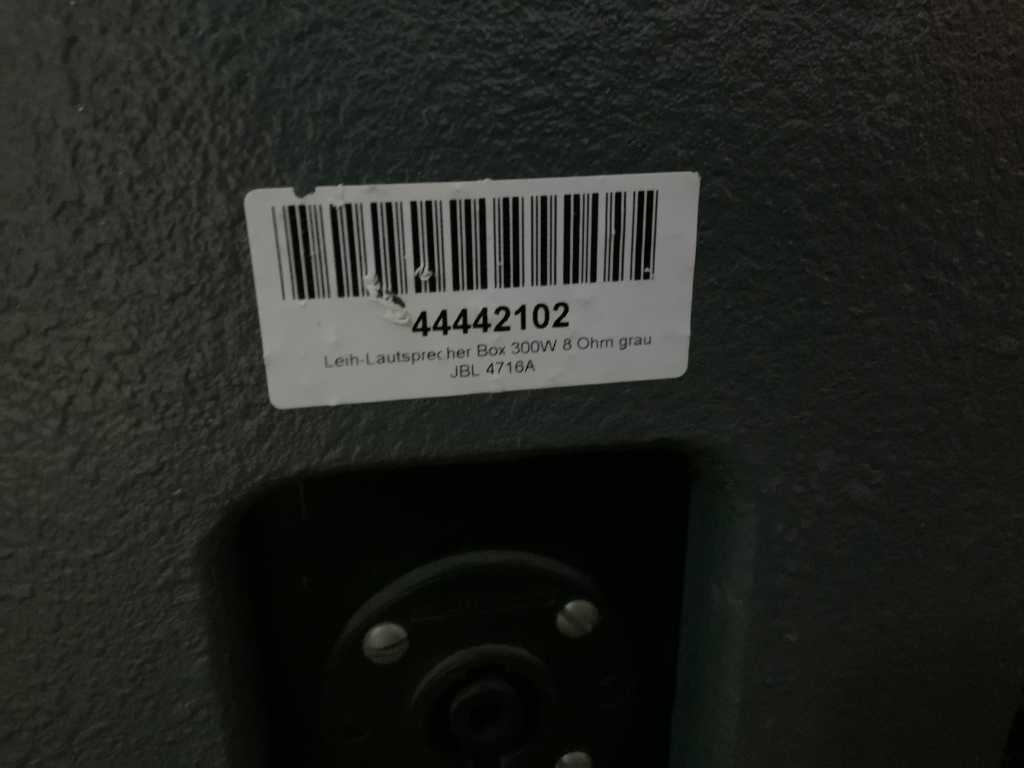 44442102
Leih-Lautsprecher Box 300W 8 Ohm grau
JBL 4716A